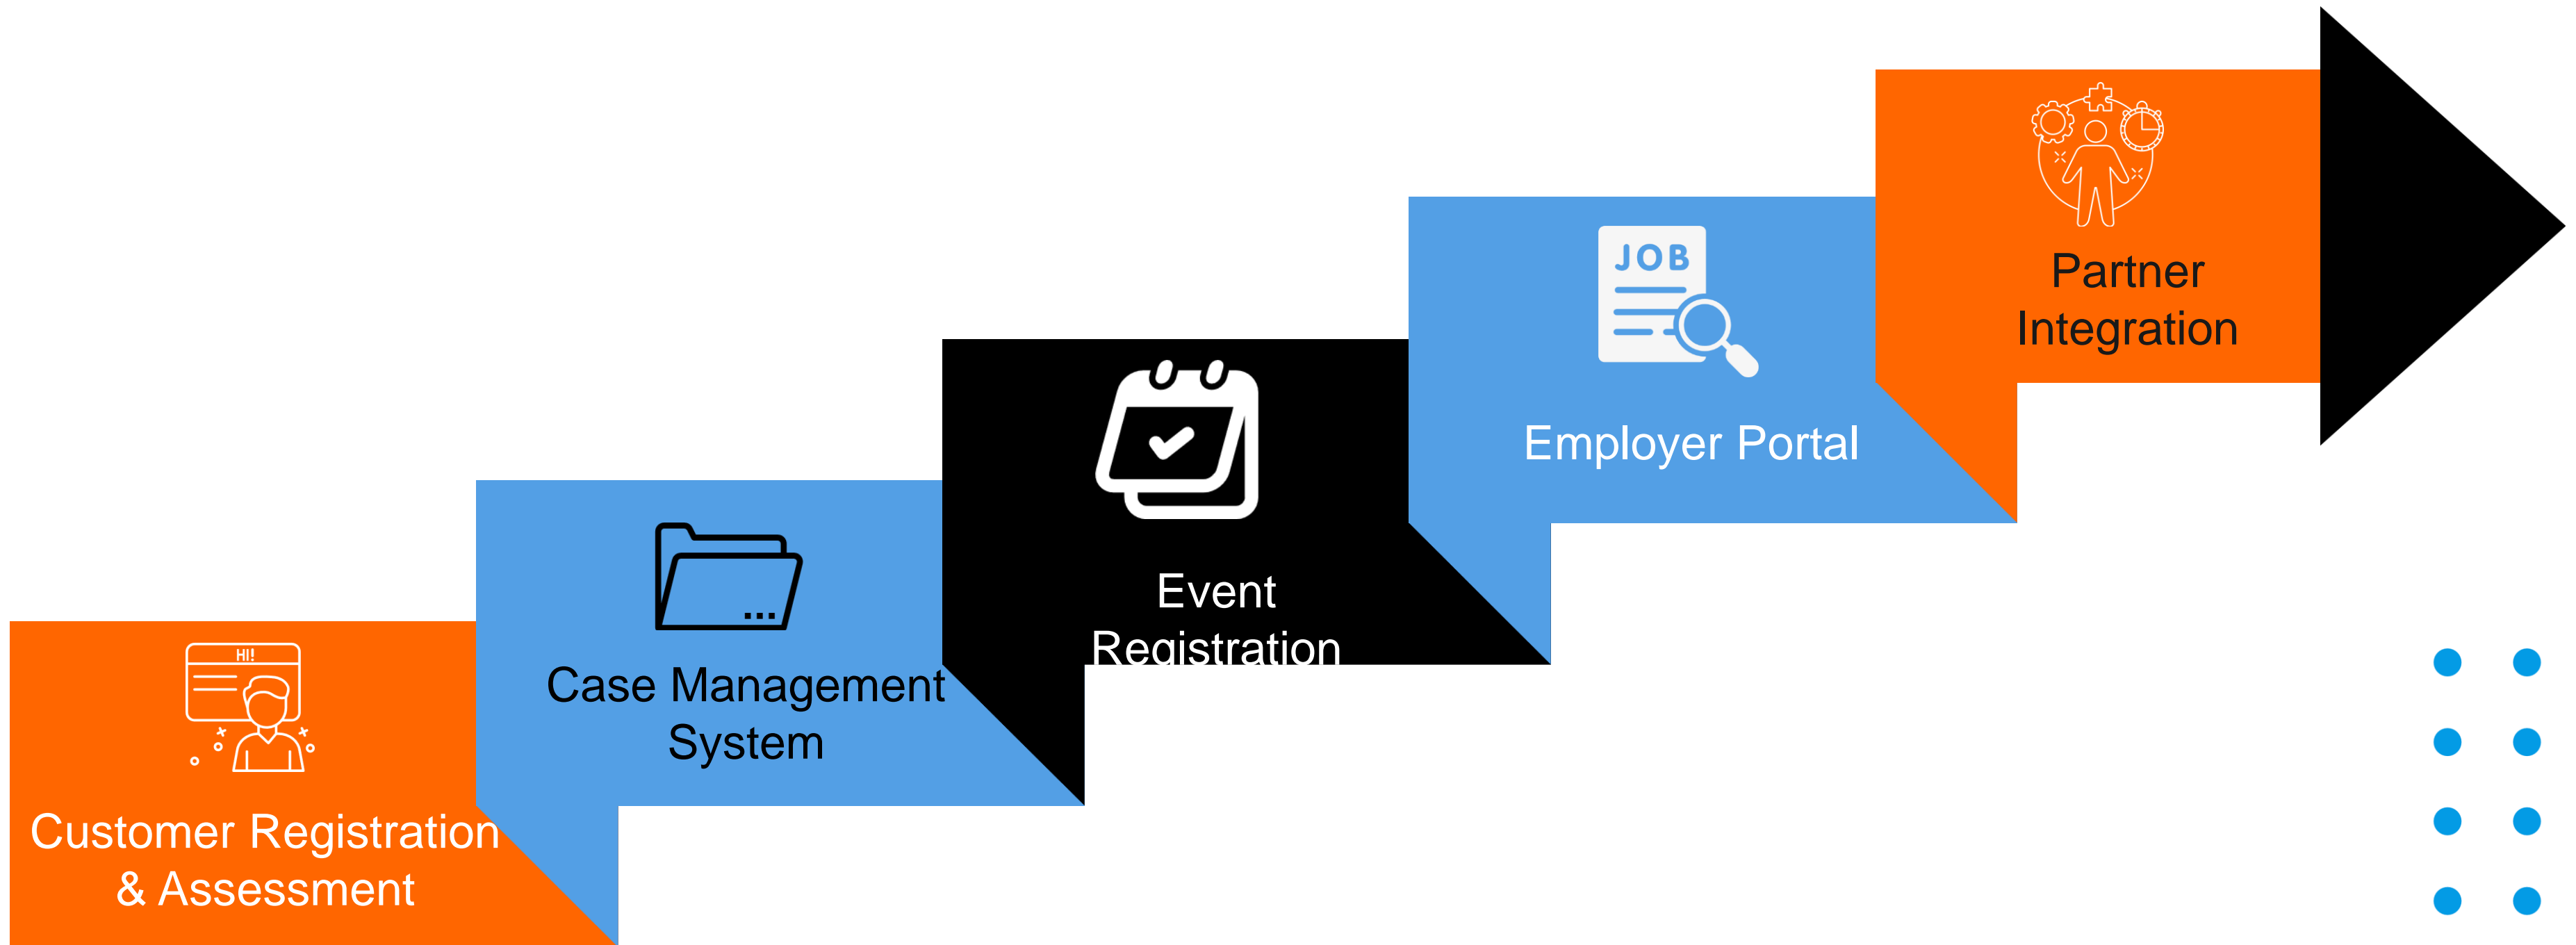 Customer Registration
& Assessment
HI!
Case Management
System
Event
Registration
JOB
Employer Portal
Partner
Integration